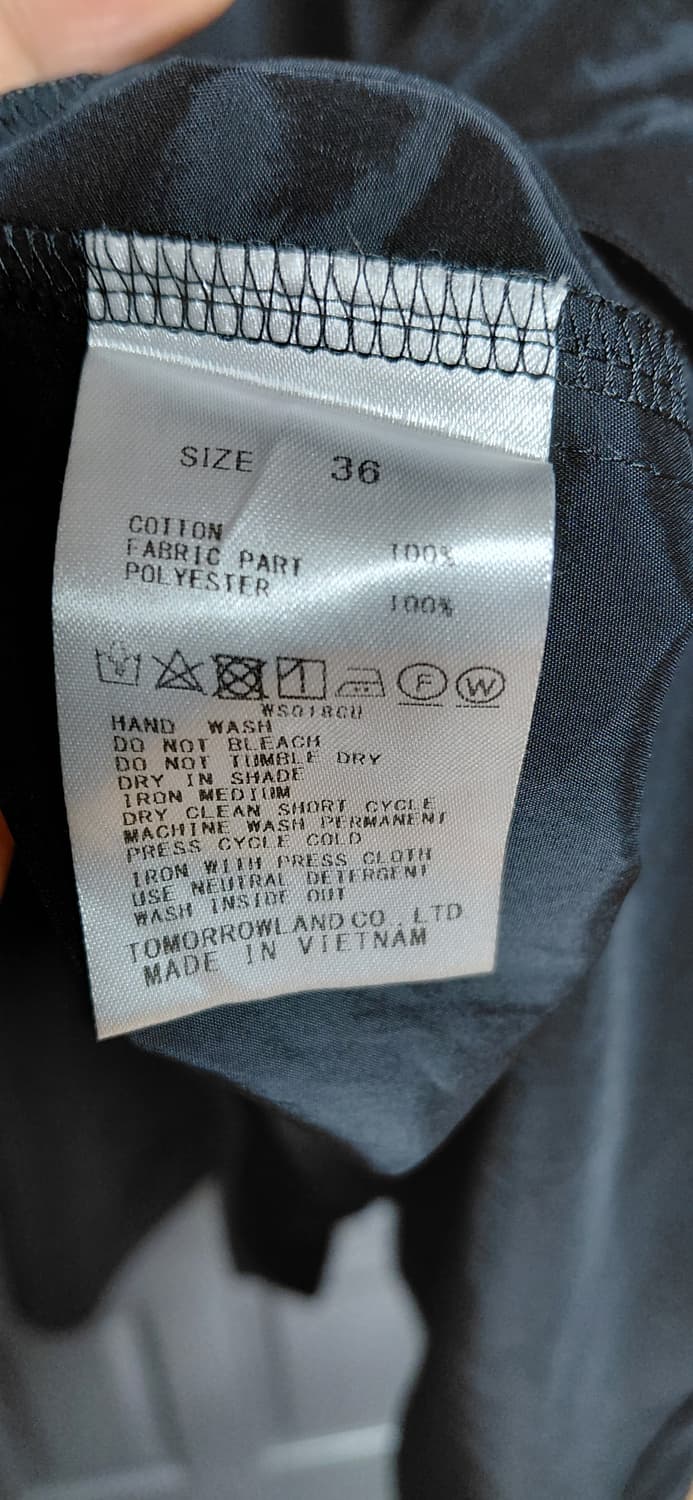 SIZE 36
COTTON
FABRIC PART 100%
POLYESTER
100%
F W
WS018CU
HAND WASH
DO NOT BLEACH
DO NOT TUMBLE DRY
DRY IN SHADE
IRON MEDIUM
DRY CLEAN SHORT CYCLE
MACHINE WASH PERMANENT
PRESS CYCLE COLD
IRON WITH PRESS CLOTH
USE NEUTRAL DETERGENT
WASH INSIDE OUT
TOMORROWLAND CO.,LTD
MADE IN VIETNAM